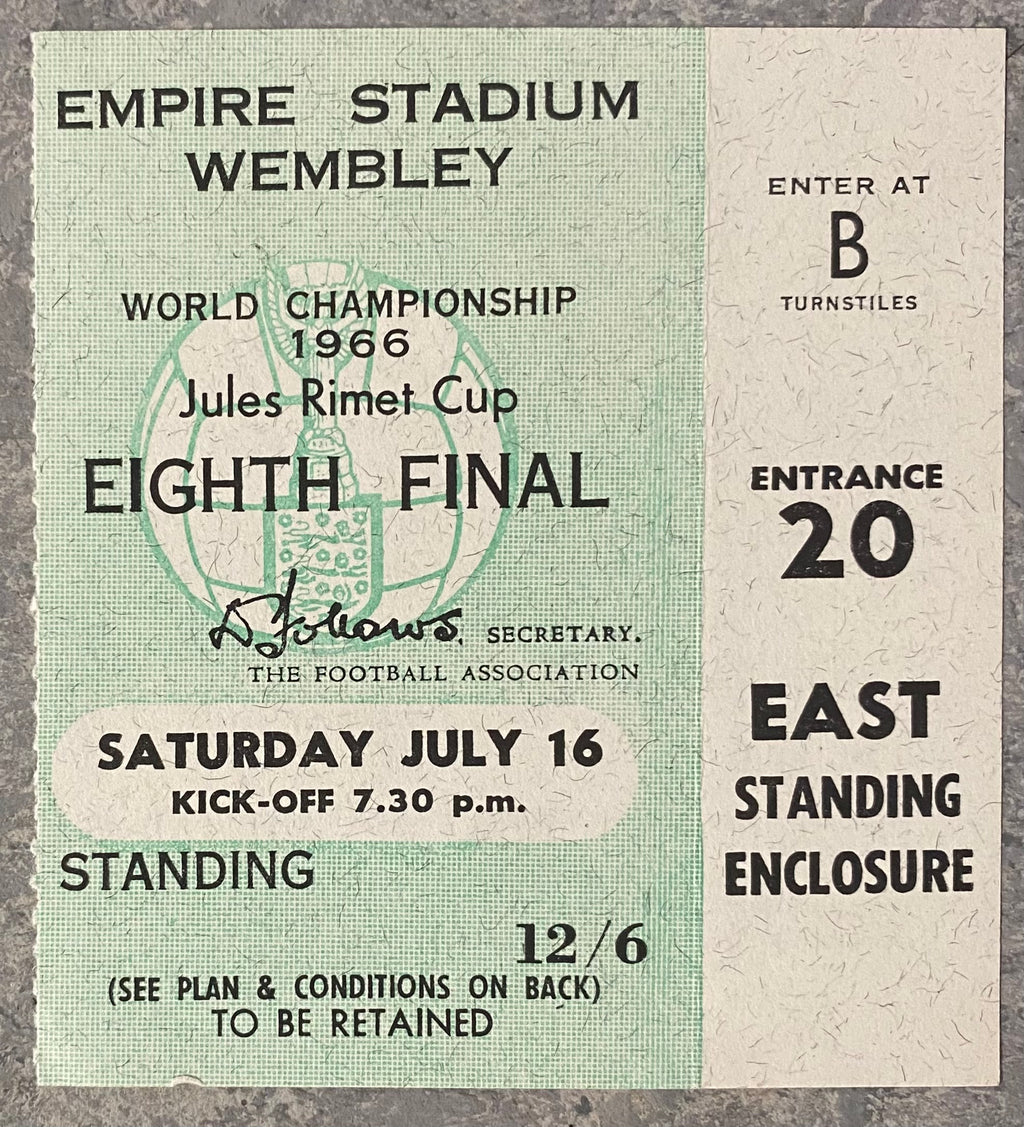 EMPIRE STADIUM
WEMBLEY
WORLD CHAMPIONSHIP
1966
Jules Rimet Cup
EIGHTH FINAL
D Follows. SECRETARY.
THE FOOTBALL ASSOCIATION
SATURDAY JULY 16
KICK-OFF 7.30 p.m.
STANDING
12/6
(SEE PLAN & CONDITIONS ON BACK)
TO BE RETAINED
ENTER AT
B
TURNSTILES
ENTRANCE
20
EAST
STANDING
ENCLOSURE